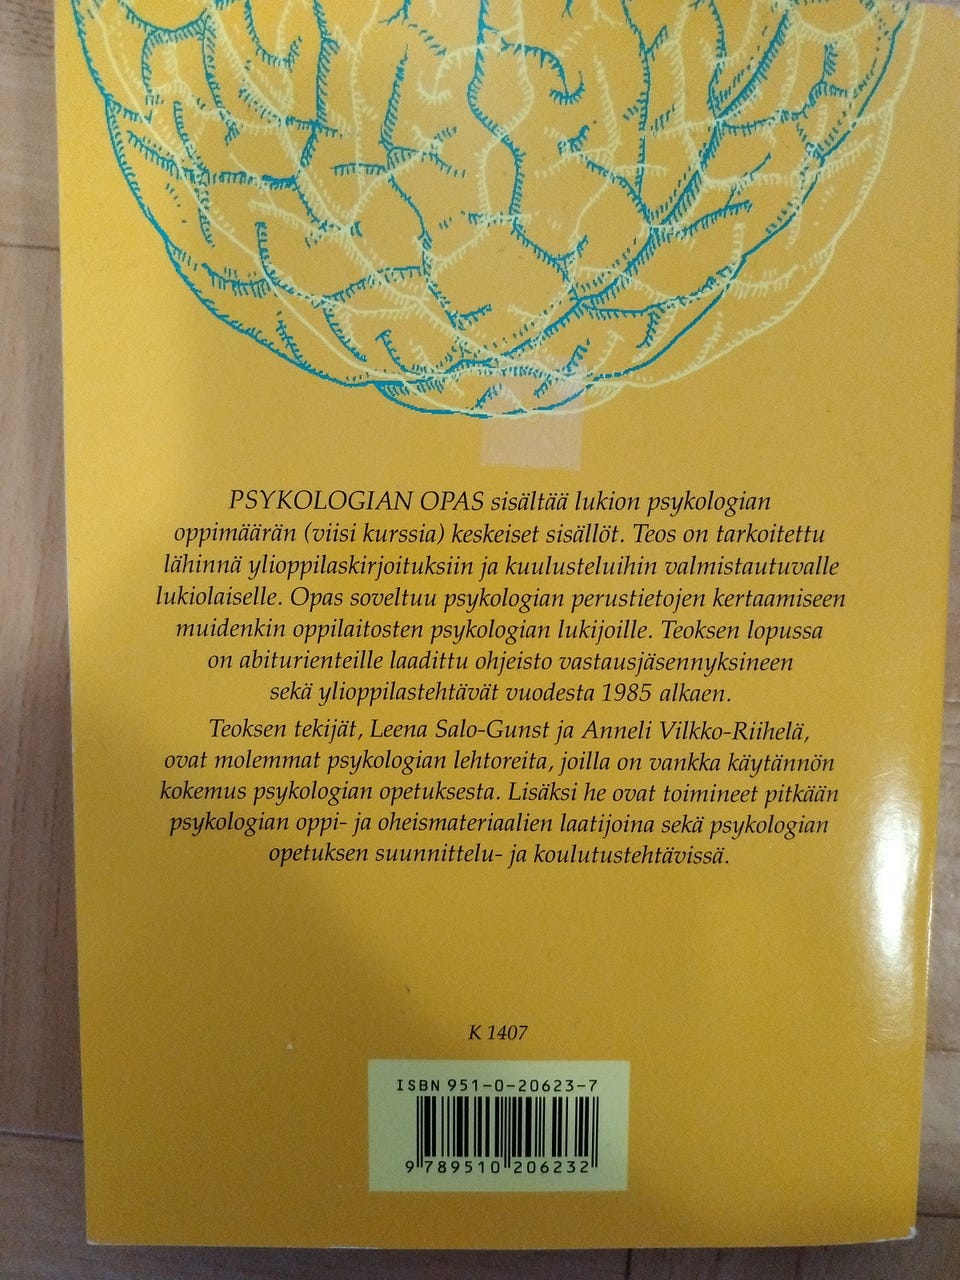 PSYKOLOGIAN OPAS sisältää lukion psykologian
oppimäärän (viisi kurssia) keskeiset sisällöt. Teos on tarkoitettu
lähinnä ylioppilaskirjoituksiin ja kuulusteluihin valmistautuvalle
lukiolaiselle. Opas soveltuu psykologian perustietojen kertaamiseen
muidenkin oppilaitosten psykologian lukijoille. Teoksen lopussa
on abiturienteille laadittu ohjeisto vastausjäsennyksineen
sekä ylioppilastehtävät vuodesta 1985 alkaen.
Teoksen tekijät, Leena Salo-Gunst ja Anneli Vilkko-Riihelä,
ovat molemmat psykologian lehtoreita, joilla on vankka käytännön
kokemus psykologian opetuksesta. Lisäksi he ovat toimineet pitkään
psykologian oppi- ja oheismateriaalien laatijoina sekä psykologian
opetuksen suunnittelu- ja koulutustehtävissä.
K 1407
ISBN 951-0-20623-7
9 789510 206232